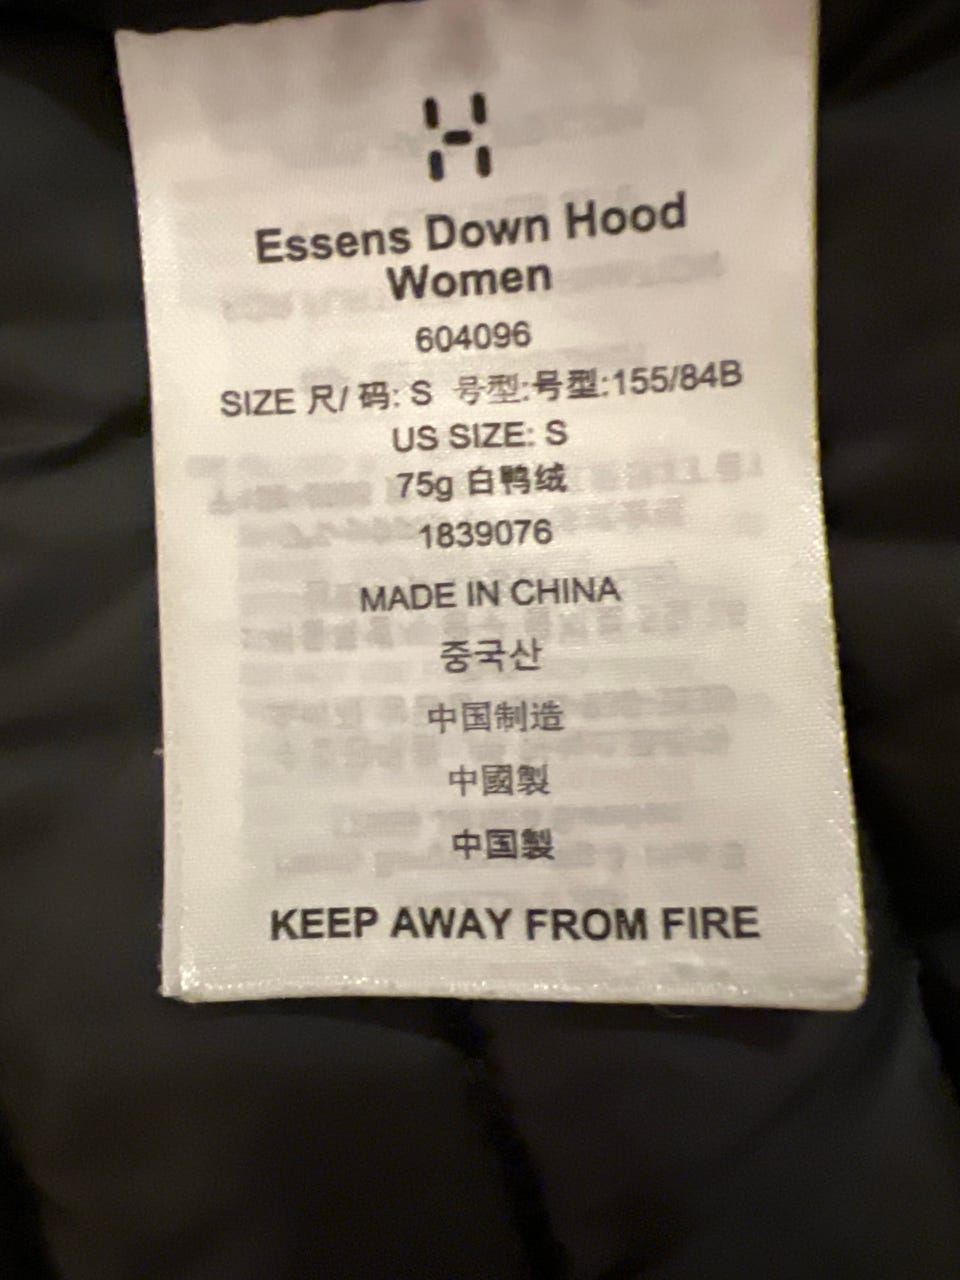 Essens Down Hood
Women
604096
SIZE 尺/ 码: S 号型:号型:155/84B
US SIZE: S
75g 白鸭绒
1839076
MADE IN CHINA
중국산
中国制造
中國製
中国製
KEEP AWAY FROM FIRE